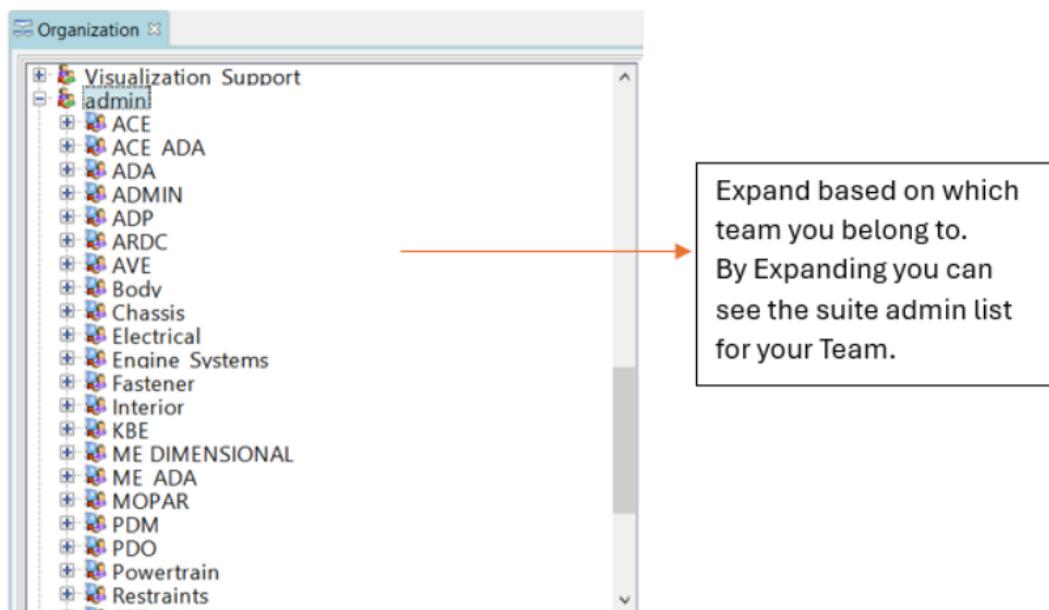 Organization
Visualization Support
admin
ACE
ACE ADA
ADA
ADMIN
ADP
ARDC
AVE
Body
Chassis
Electrical
Engine Systems
Fastener
Interior
KBE
ME DIMENSIONAL
ME ADA
MOPAR
PDM
PDO
Powertrain
Restraints
Expand based on which
team you belong to.
By Expanding you can
see the suite admin list
for your Team.